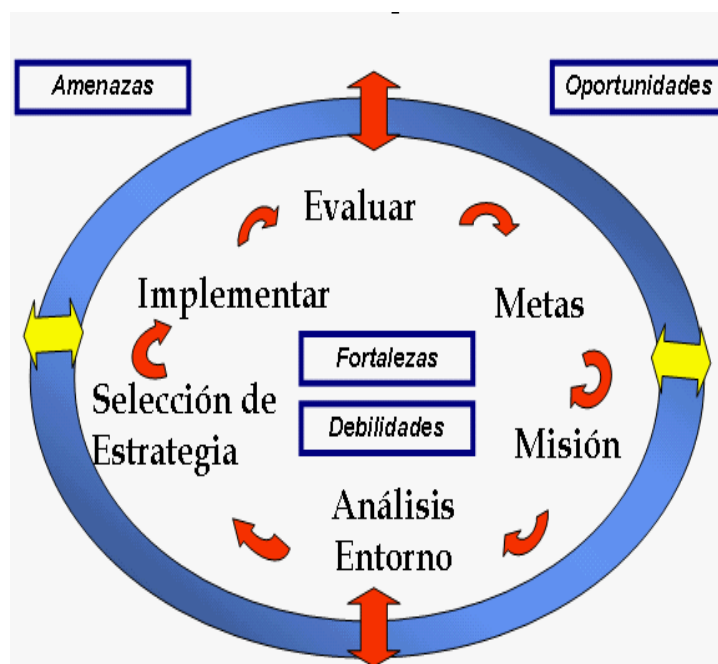 Amenazas
Oportunidades
Evaluar
Implementar
Metas
Fortalezas
Selección de
Estrategia
Debilidades
Misión
Análisis
Entorno